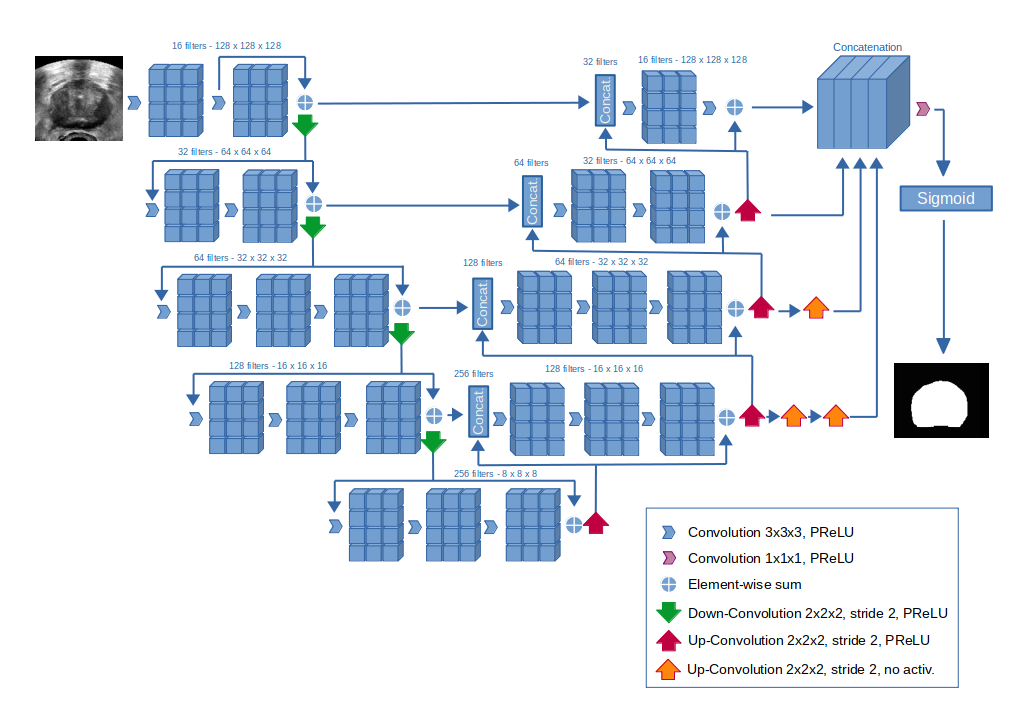 Concatenation
16 filters - 128 x 128 x 128
32 filters
16 filters - 128 x 128 x 128
Concat.
32 filters - 64 x 64 x 64
64 filters
32 filters - 64 x 64 x 64
Concat.
Sigmoid
64 filters - 32 x 32 x 32
128 filters
64 filters - 32 x 32 x 32
Concat.
128 filters - 16 x 16 x 16
256 filters
128 filters - 16 x 16 x 16
Concat.
256 filters - 8 x 8 x 8
Convolution 3x3x3, PReLU
Convolution 1x1x1, PReLU
Element-wise sum
Down-Convolution 2x2x2, stride 2, PReLU
Up-Convolution 2x2x2, stride 2, PReLU
Up-Convolution 2x2x2, stride 2, no activ.